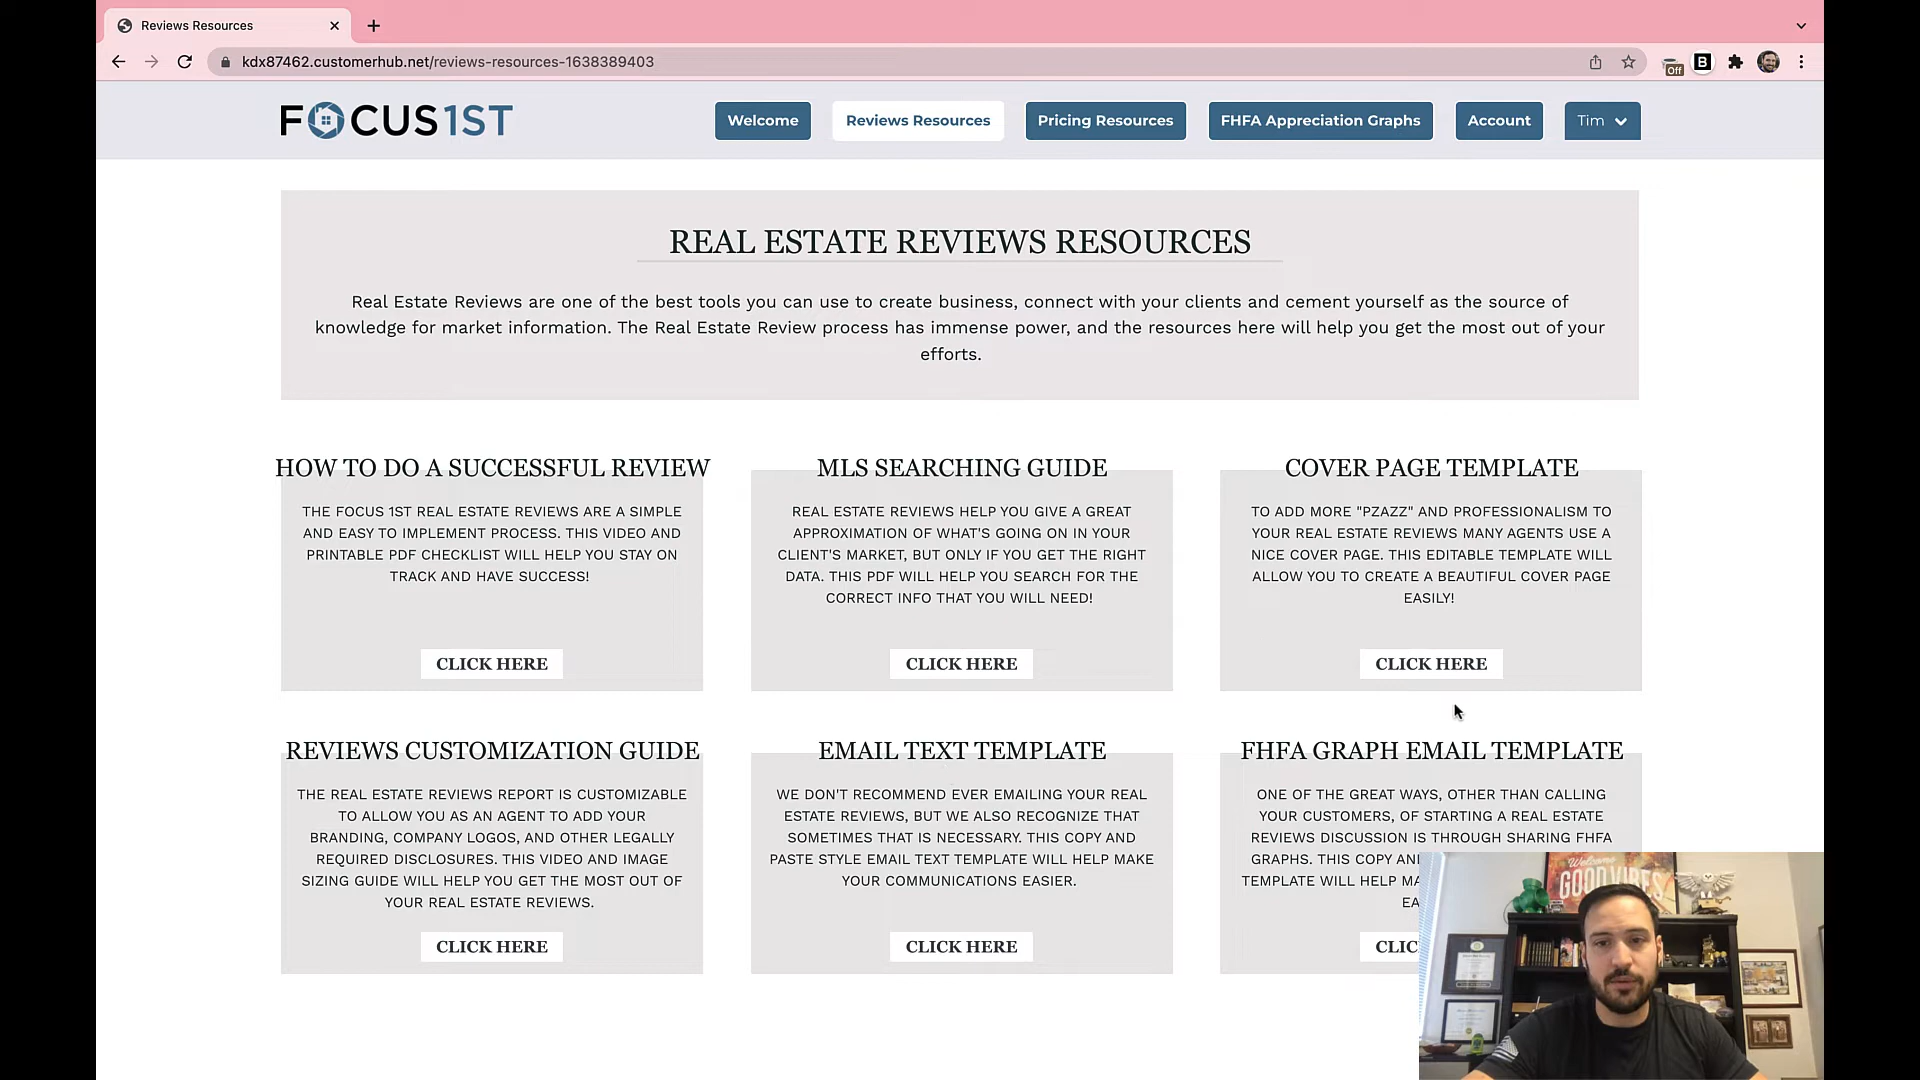 Reviews Resources
kdx87462.customerhub.net/reviews-resources-1638389403
Off
B
FOCUS1ST
Welcome
Reviews Resources
Pricing Resources
FHFA Appreciation Graphs
Account
Tim
REAL ESTATE REVIEWS RESOURCES
Real Estate Reviews are one of the best tools you can use to create business, connect with your clients and cement yourself as the source of
knowledge for market information. The Real Estate Review process has immense power, and the resources here will help you get the most out of your
efforts.
HOW TO DO A SUCCESSFUL REVIEW
THE FOCUS 1ST REAL ESTATE REVIEWS ARE A SIMPLE
AND EASY TO IMPLEMENT PROCESS. THIS VIDEO AND
PRINTABLE PDF CHECKLIST WILL HELP YOU STAY ON
TRACK AND HAVE SUCCESS!
CLICK HERE
MLS SEARCHING GUIDE
REAL ESTATE REVIEWS HELP YOU GIVE A GREAT
APPROXIMATION OF WHAT'S GOING ON IN YOUR
CLIENT'S MARKET, BUT ONLY IF YOU GET THE RIGHT
DATA. THIS PDF WILL HELP YOU SEARCH FOR THE
CORRECT INFO THAT YOU WILL NEED!
CLICK HERE
COVER PAGE TEMPLATE
TO ADD MORE "PZAZZ" AND PROFESSIONALISM TO
YOUR REAL ESTATE REVIEWS MANY AGENTS USE A
NICE COVER PAGE. THIS EDITABLE TEMPLATE WILL
ALLOW YOU TO CREATE A BEAUTIFUL COVER PAGE
EASILY!
CLICK HERE
REVIEWS CUSTOMIZATION GUIDE
THE REAL ESTATE REVIEWS REPORT IS CUSTOMIZABLE
TO ALLOW YOU AS AN AGENT TO ADD YOUR
BRANDING, COMPANY LOGOS, AND OTHER LEGALLY
REQUIRED DISCLOSURES. THIS VIDEO AND IMAGE
SIZING GUIDE WILL HELP YOU GET THE MOST OUT OF
YOUR REAL ESTATE REVIEWS.
CLICK HERE
EMAIL TEXT TEMPLATE
WE DON'T RECOMMEND EVER EMAILING YOUR REAL
ESTATE REVIEWS, BUT WE ALSO RECOGNIZE THAT
SOMETIMES THAT IS NECESSARY. THIS COPY AND
PASTE STYLE EMAIL TEXT TEMPLATE WILL HELP MAKE
YOUR COMMUNICATIONS EASIER.
CLICK HERE
FHFA GRAPH EMAIL TEMPLATE
ONE OF THE GREAT WAYS, OTHER THAN CALLING
YOUR CUSTOMERS, OF STARTING A REAL ESTATE
REVIEWS DISCUSSION IS THROUGH SHARING FHFA
GRAPHS. THIS COPY AN
TEMPLATE WILL HELP MA
EA
CLIC
Welcome
GOOD VIBES